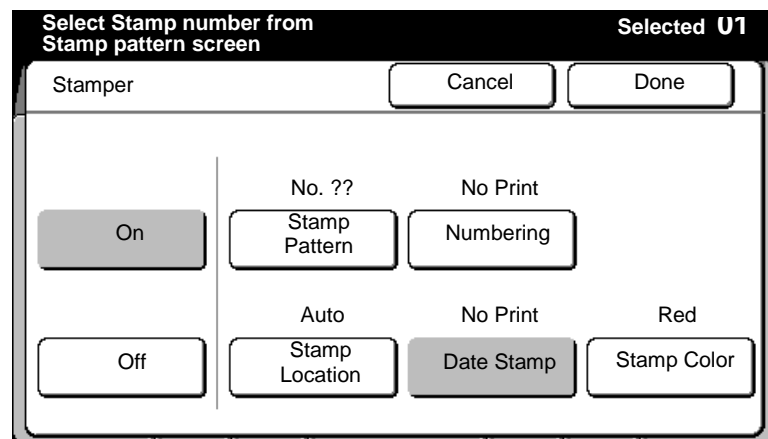 Select Stamp number from
Stamp pattern screen
Selected 01
Stamper
Cancel
Done
No. ??
No Print
On
Stamp
Pattern
Numbering
Auto
No Print
Red
Off
Stamp
Location
Date Stamp
Stamp Color